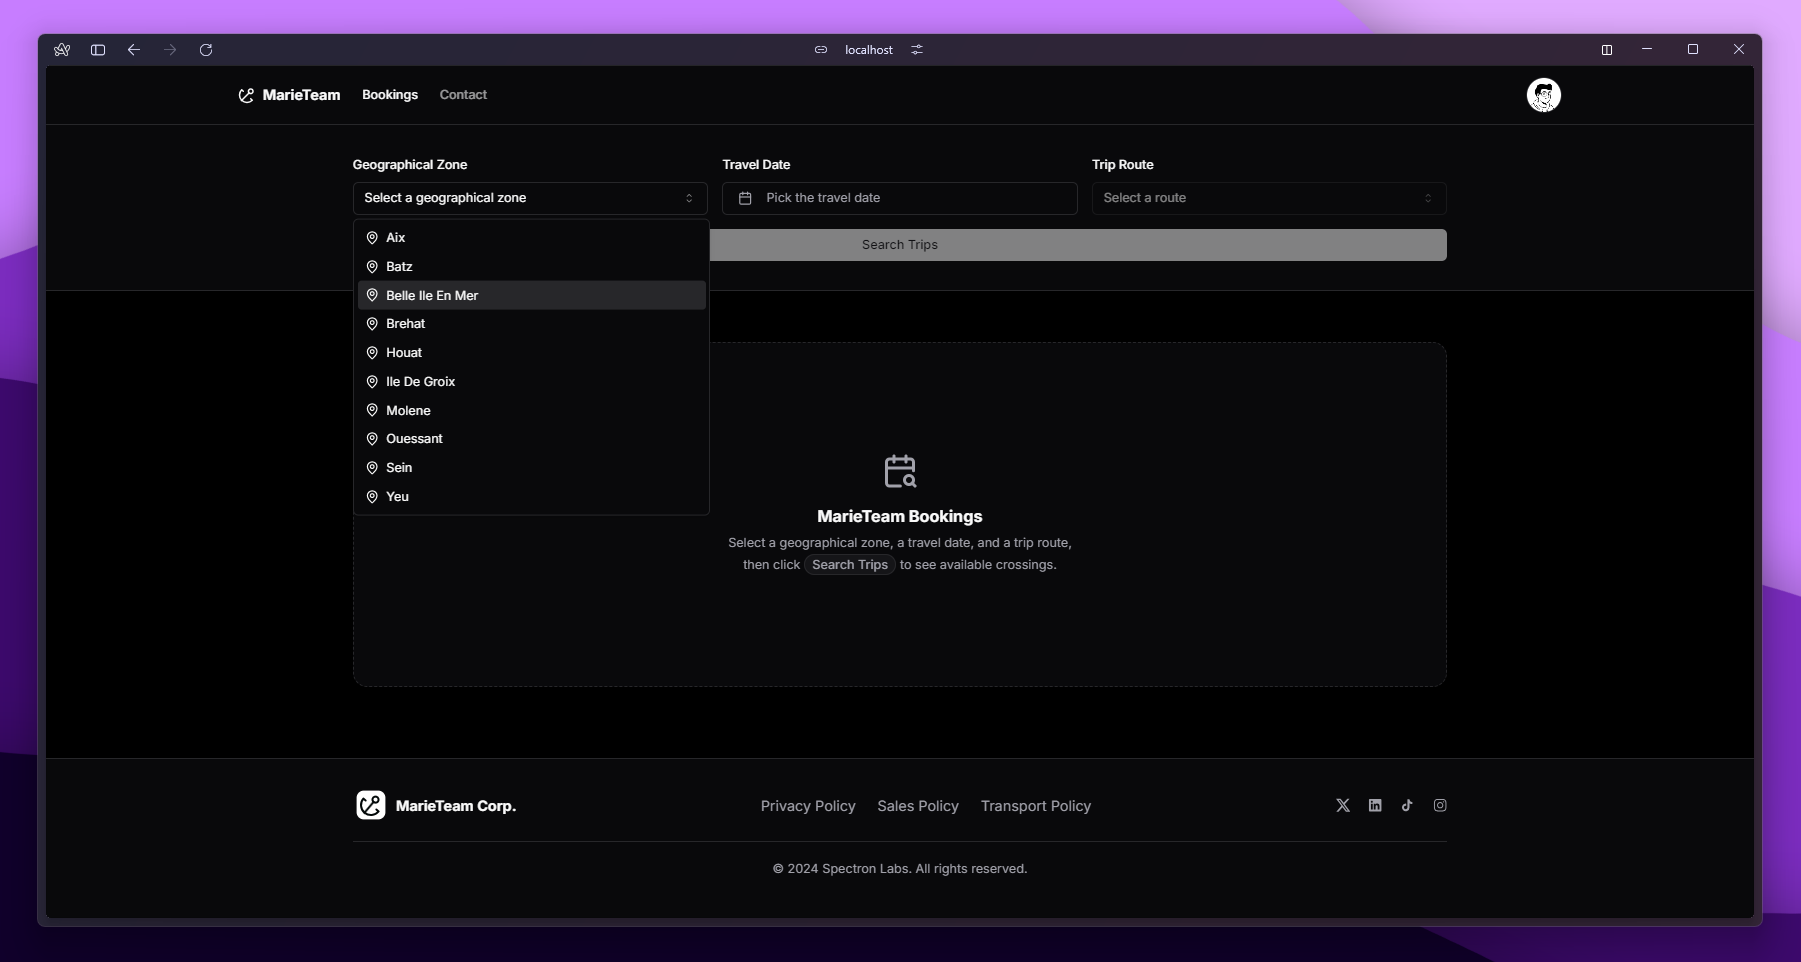 localhost
MarieTeam Bookings Contact
Geographical Zone Travel Date Trip Route
Select a geographical zone Pick the travel date Select a route
Search Trips
Aix
Batz
Belle Ile En Mer
Brehat
Houat
Ile De Groix
Molene
Ouessant
Sein
Yeu
MarieTeam Bookings
Select a geographical zone, a travel date, and a trip route,
then click Search Trips to see available crossings.
MarieTeam Corp. Privacy Policy Sales Policy Transport Policy
© 2024 Spectron Labs. All rights reserved.